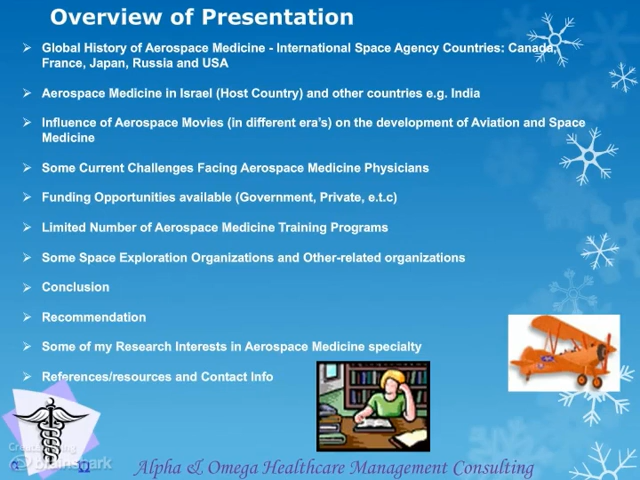 Overview of Presentation
Global History of Aerospace Medicine - International Space Agency Countries: Canada,
France, Japan, Russia and USA
Aerospace Medicine in Israel (Host Country) and other countries e.g. India
Influence of Aerospace Movies (in different era's) on the development of Aviation and Space
Medicine
Some Current Challenges Facing Aerospace Medicine Physicians
Funding Opportunities available (Government, Private, e.t.c)
Limited Number of Aerospace Medicine Training Programs
Some Space Exploration Organizations and Other-related organizations
Conclusion
Recommendation
Some of my Research Interests in Aerospace Medicine specialty
References/resources and Contact Info
brainshark
Ω
Alpha & Omega Healthcare Management Consulting